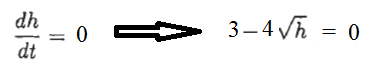 dh/dt = 0 ⟹ 3 – 4√h = 0